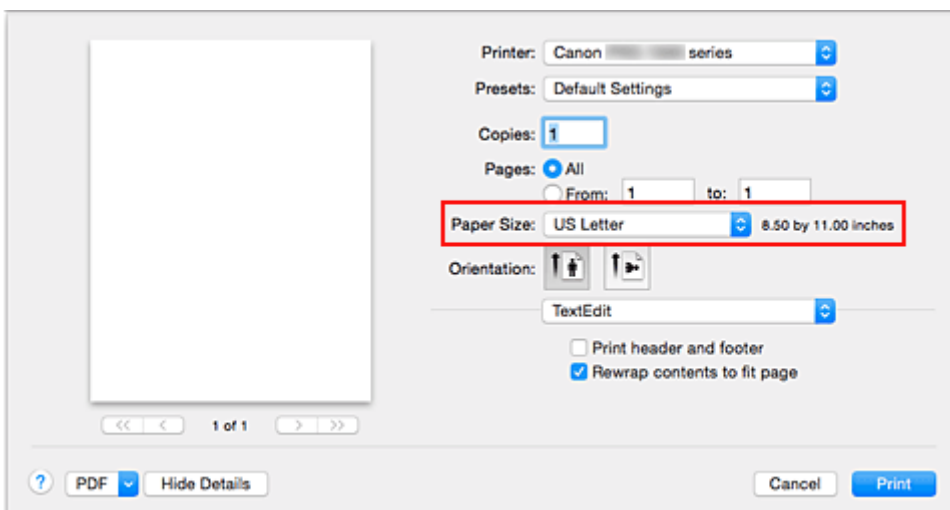 Printer: Canon series
Presets: Default Settings
Copies: 1
Pages: All
From: 1 to: 1
Paper Size: US Letter 8.50 by 11.00 inches
Orientation:
TextEdit
Print header and footer
Rewrap contents to fit page
<< < 1 of 1 > >>
? PDF Hide Details Cancel Print